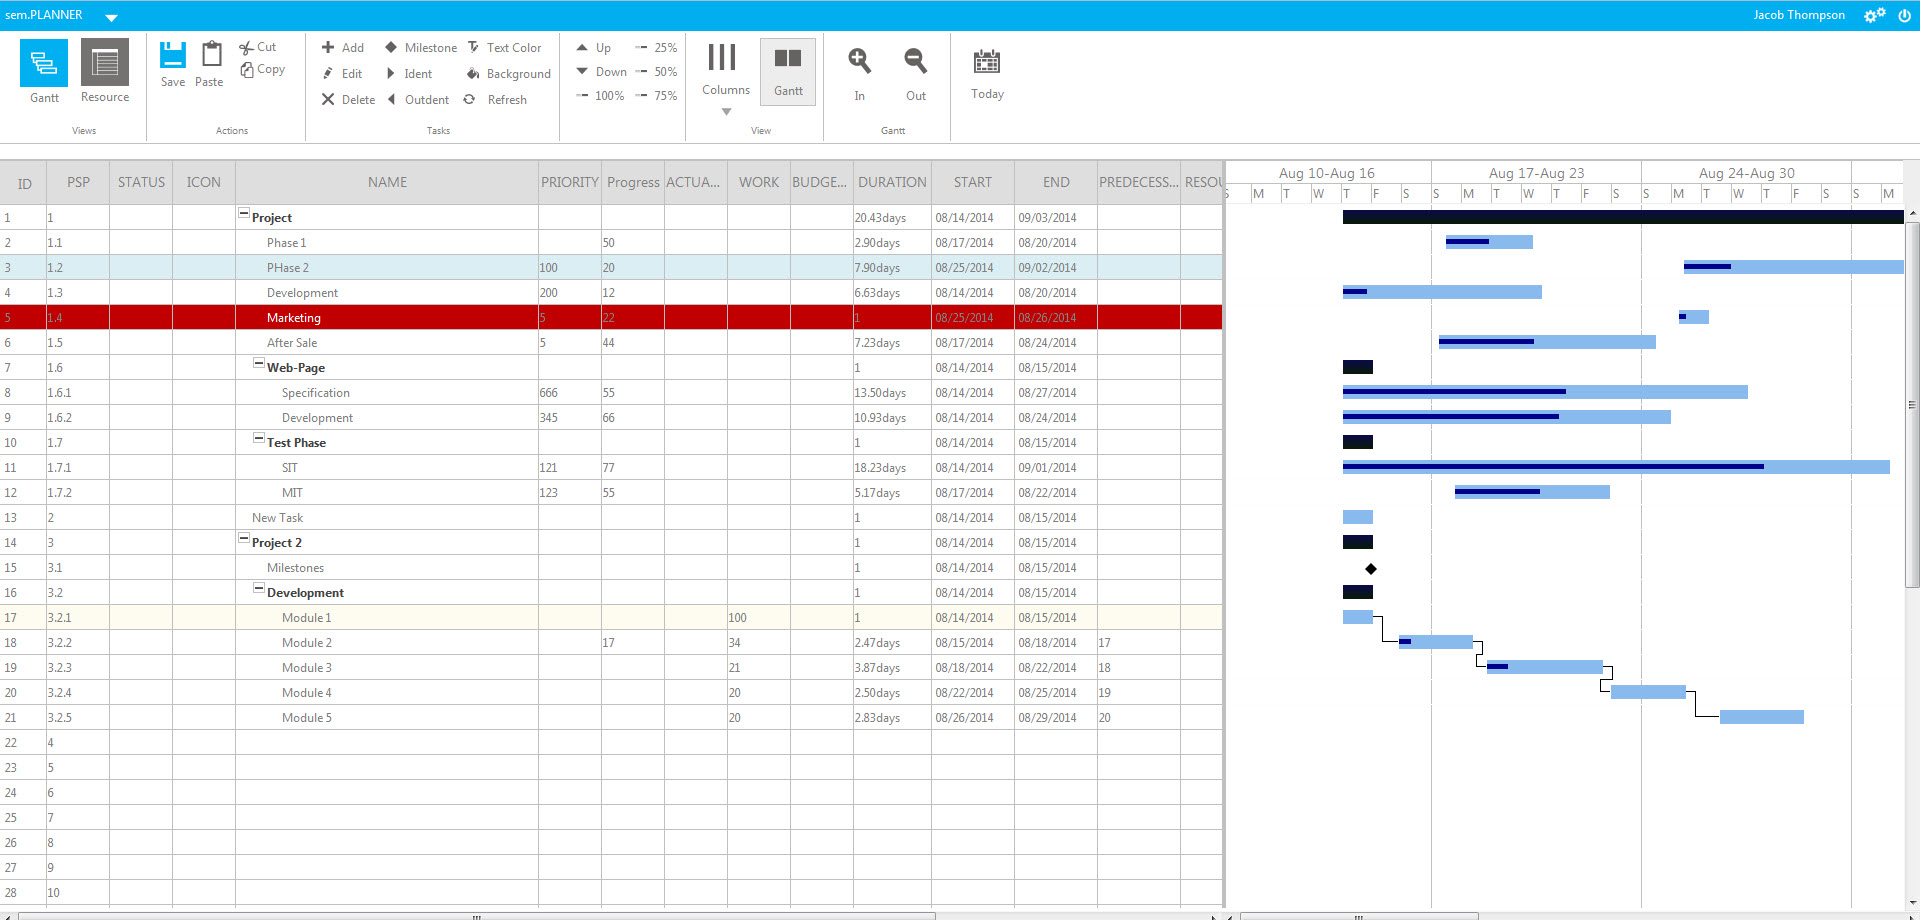 sem.PLANNER
Jacob Thompson
Gantt
Resource
Views
Save
Paste
Cut
Copy
Actions
Add
Edit
Delete
Milestone
Ident
Outdent
Text Color
Background
Refresh
Tasks
Up
Down
100%
25%
50%
75%
Columns
Gantt
View
In
Out
Gantt
Today
ID PSP STATUS ICON NAME PRIORITY Progress ACTUA... WORK BUDGE... DURATION START END PREDECESS... RESOU
Aug 10-Aug 16 Aug 17-Aug 23 Aug 24-Aug 30
S M T W T F S S M T W T F S S M T W T F S S M
1 1 Project 20.43days 08/14/2014 09/03/2014
2 1.1 Phase 1 50 2.90days 08/17/2014 08/20/2014
3 1.2 PHase 2 100 20 7.90days 08/25/2014 09/02/2014
4 1.3 Development 200 12 6.63days 08/14/2014 08/20/2014
5 1.4 Marketing 5 22 1 08/25/2014 08/26/2014
6 1.5 After Sale 5 44 7.23days 08/17/2014 08/24/2014
7 1.6 Web-Page 1 08/14/2014 08/15/2014
8 1.6.1 Specification 666 55 13.50days 08/14/2014 08/27/2014
9 1.6.2 Development 345 66 10.93days 08/14/2014 08/24/2014
10 1.7 Test Phase 1 08/14/2014 08/15/2014
11 1.7.1 SIT 121 77 18.23days 08/14/2014 09/01/2014
12 1.7.2 MIT 123 55 5.17days 08/17/2014 08/22/2014
13 2 New Task 1 08/14/2014 08/15/2014
14 3 Project 2 1 08/14/2014 08/15/2014
15 3.1 Milestones 1 08/14/2014 08/15/2014
16 3.2 Development 1 08/14/2014 08/15/2014
17 3.2.1 Module 1 100 1 08/14/2014 08/15/2014
18 3.2.2 Module 2 17 34 2.47days 08/15/2014 08/18/2014 17
19 3.2.3 Module 3 21 3.87days 08/18/2014 08/22/2014 18
20 3.2.4 Module 4 20 2.50days 08/22/2014 08/25/2014 19
21 3.2.5 Module 5 20 2.83days 08/26/2014 08/29/2014 20
22 4
23 5
24 6
25 7
26 8
27 9
28 10